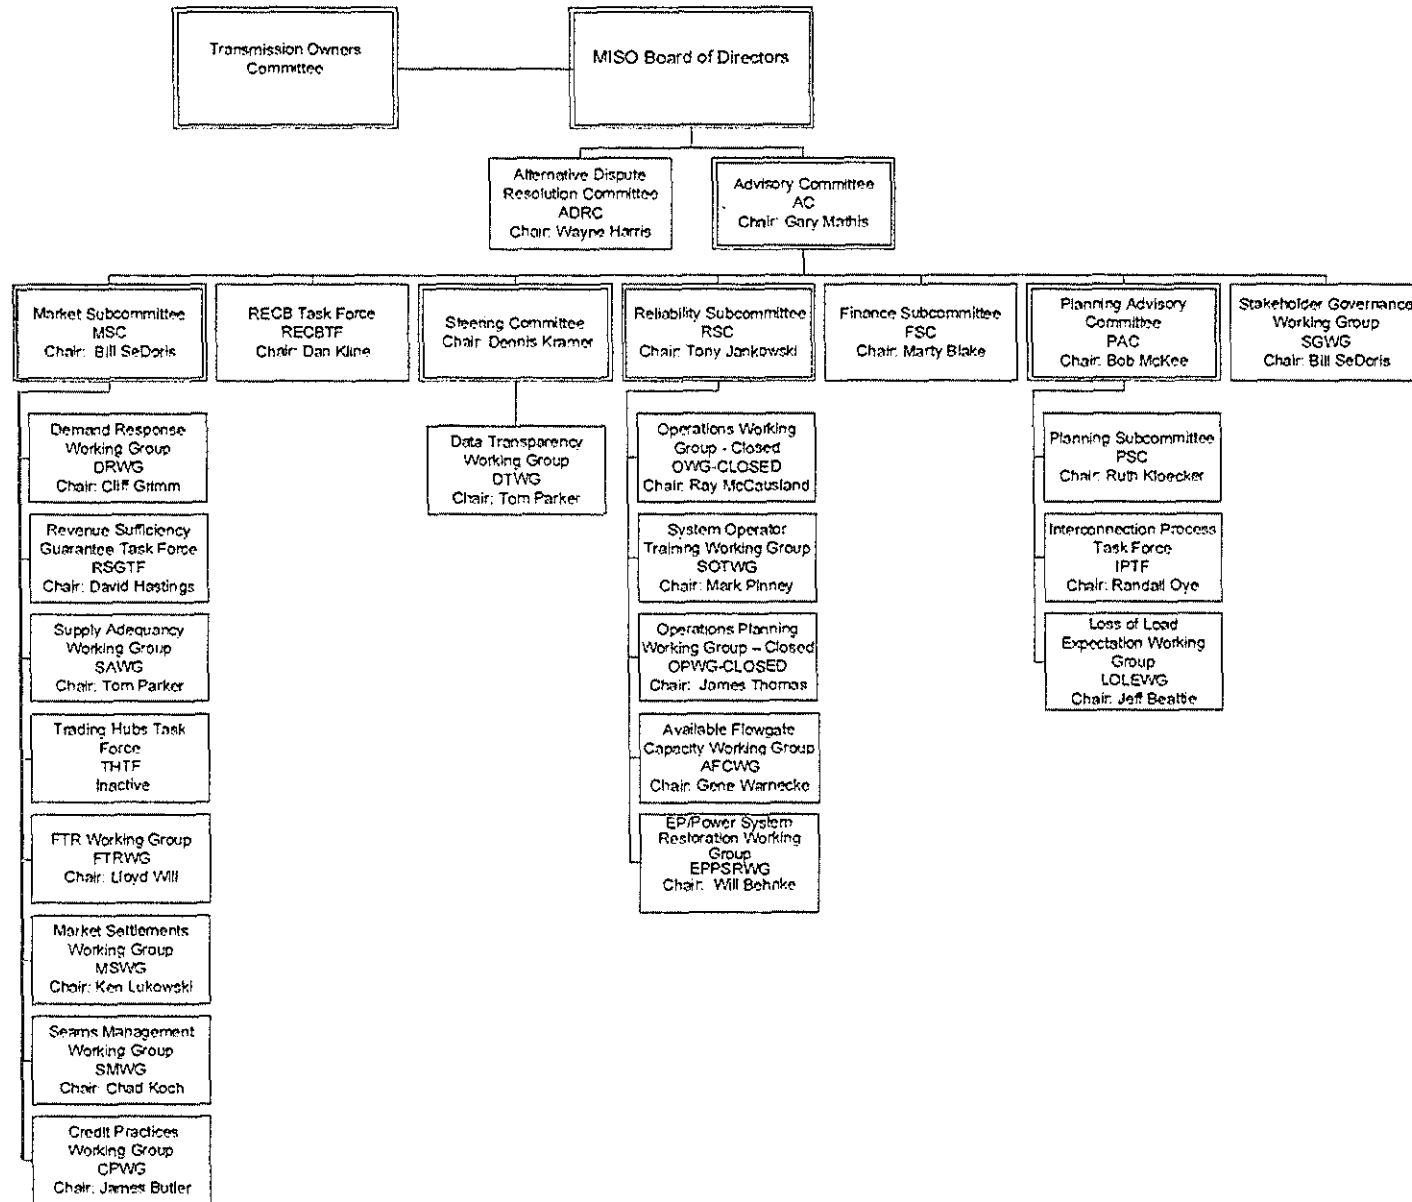 Transmission Owners
Committee
MISO Board of Directors
Alternative Dispute
Resolution Committee
ADRC
Chair: Wayne Harris
Advisory Committee
AC
Chair: Gary Mathis
Market Subcommittee
MSC
Chair: Bill SeDoris
RECB Task Force
RECBTF
Chair: Dan Kline
Steering Committee
Chair: Dennis Kramer
Reliability Subcommittee
RSC
Chair: Tony Jankowski
Finance Subcommittee
FSC
Chair: Marty Blake
Planning Advisory
Committee
PAC
Chair: Bob McKee
Stakeholder Governance
Working Group
SGWG
Chair: Bill SeDoris
Demand Response
Working Group
DRWG
Chair: Cliff Grimm
Revenue Sufficiency
Guarantee Task Force
RSGTF
Chair: David Hastings
Supply Adequancy
Working Group
SAWG
Chair: Tom Parker
Trading Hubs Task
Force
THTF
Inactive
FTR Working Group
FTRWG
Chair: Lloyd Will
Market Settlements
Working Group
MSWG
Chair: Ken Lukowski
Seams Management
Working Group
SMWG
Chair: Chad Koch
Credit Practices
Working Group
CPWG
Chair: James Butler
Data Transparency
Working Group
DTWG
Chair: Tom Parker
Operations Working
Group - Closed
OWG-CLOSED
Chair: Ray McCausland
System Operator
Training Working Group
SOTWG
Chair: Mark Pinney
Operations Planning
Working Group – Closed
OPWG-CLOSED
Chair: James Thomas
Available Flowgate
Capacity Working Group
AFCWG
Chair: Gene Warnecke
EP/Power System
Restoration Working
Group
EPPSRWG
Chair: Will Behnke
Planning Subcommittee
PSC
Chair: Ruth Kloecker
Interconnection Process
Task Force
IPTF
Chair: Randall Oye
Loss of Load
Expectation Working
Group
LOLEWG
Chair: Jeff Beattie